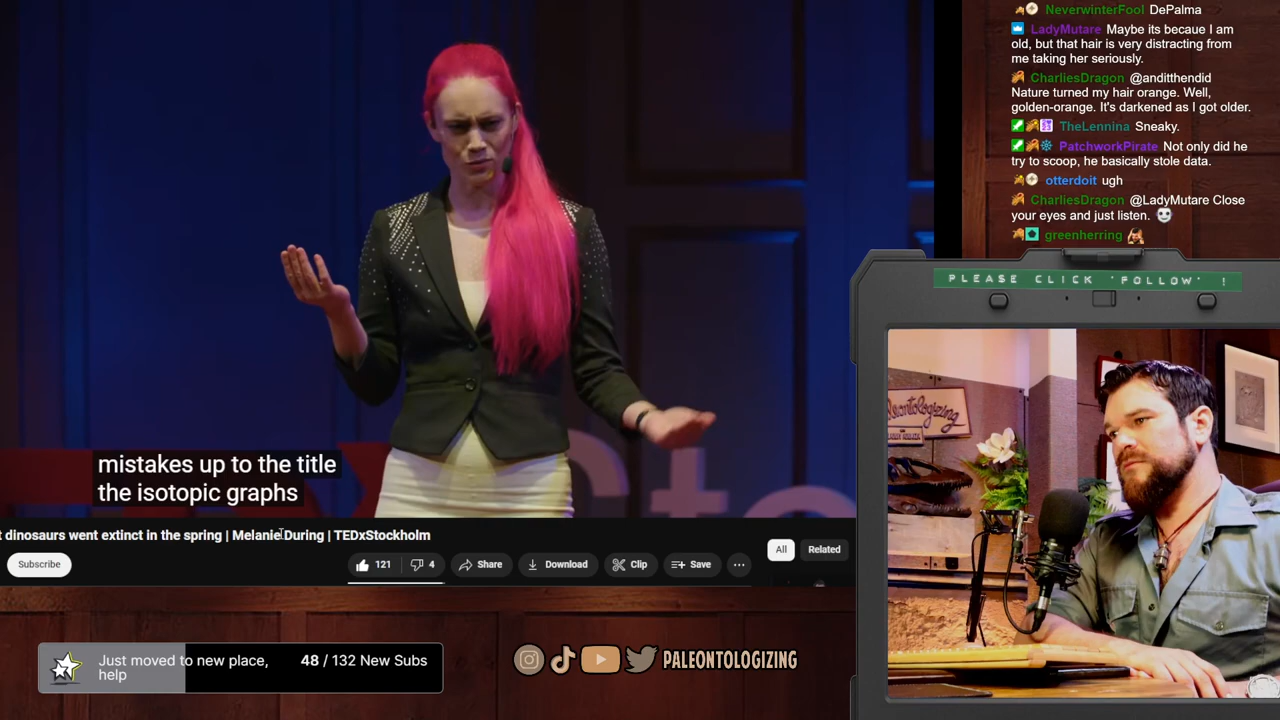 NeverwinterFool DePalma
LadyMutare Maybe its becaue I am
old, but that hair is very distracting from
me taking her seriously.
CharliesDragon @anditthendid
Nature turned my hair orange. Well,
golden-orange. It's darkened as I got older.
TheLennina Sneaky.
PatchworkPirate Not only did he
try to scoop, he basically stole data.
otterdoit ugh
CharliesDragon @LadyMutare Close
your eyes and just listen.
greenherring
PLEASE CLICK 'FOLLOW' !
mistakes up to the title
the isotopic graphs
t dinosaurs went extinct in the spring | Melanie During | TEDxStockholm
Subscribe
121
4
Share
Download
Clip
Save
...
All
Related
Just moved to new place,
help
48 / 132 New Subs
PALEONTOLOGIZING